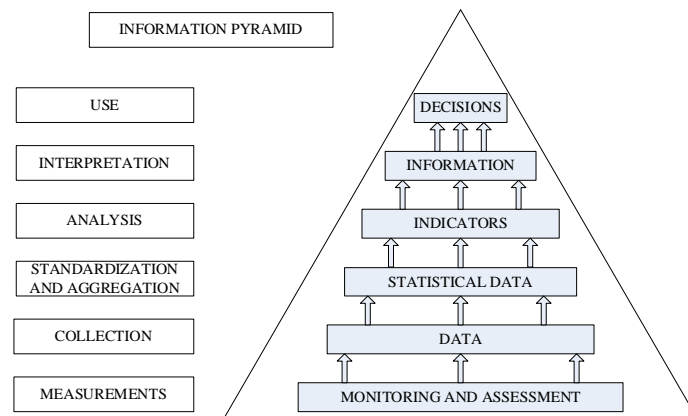 INFORMATION PYRAMID
USE
DECISIONS
INTERPRETATION
INFORMATION
ANALYSIS
INDICATORS
STANDARDIZATION
AND AGGREGATION
STATISTICAL DATA
COLLECTION
DATA
MEASUREMENTS
MONITORING AND ASSESSMENT